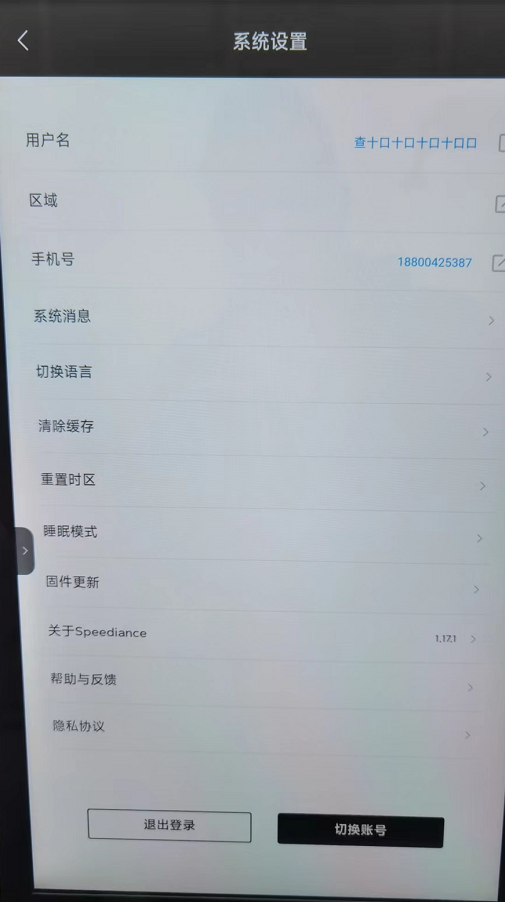 系统设置
用户名 查十口十口十口十口口
区域
手机号 18800425387
系统消息
切换语言
清除缓存
重置时区
睡眠模式
固件更新
关于Speediance 1.17.1
帮助与反馈
隐私协议
退出登录 切换账号